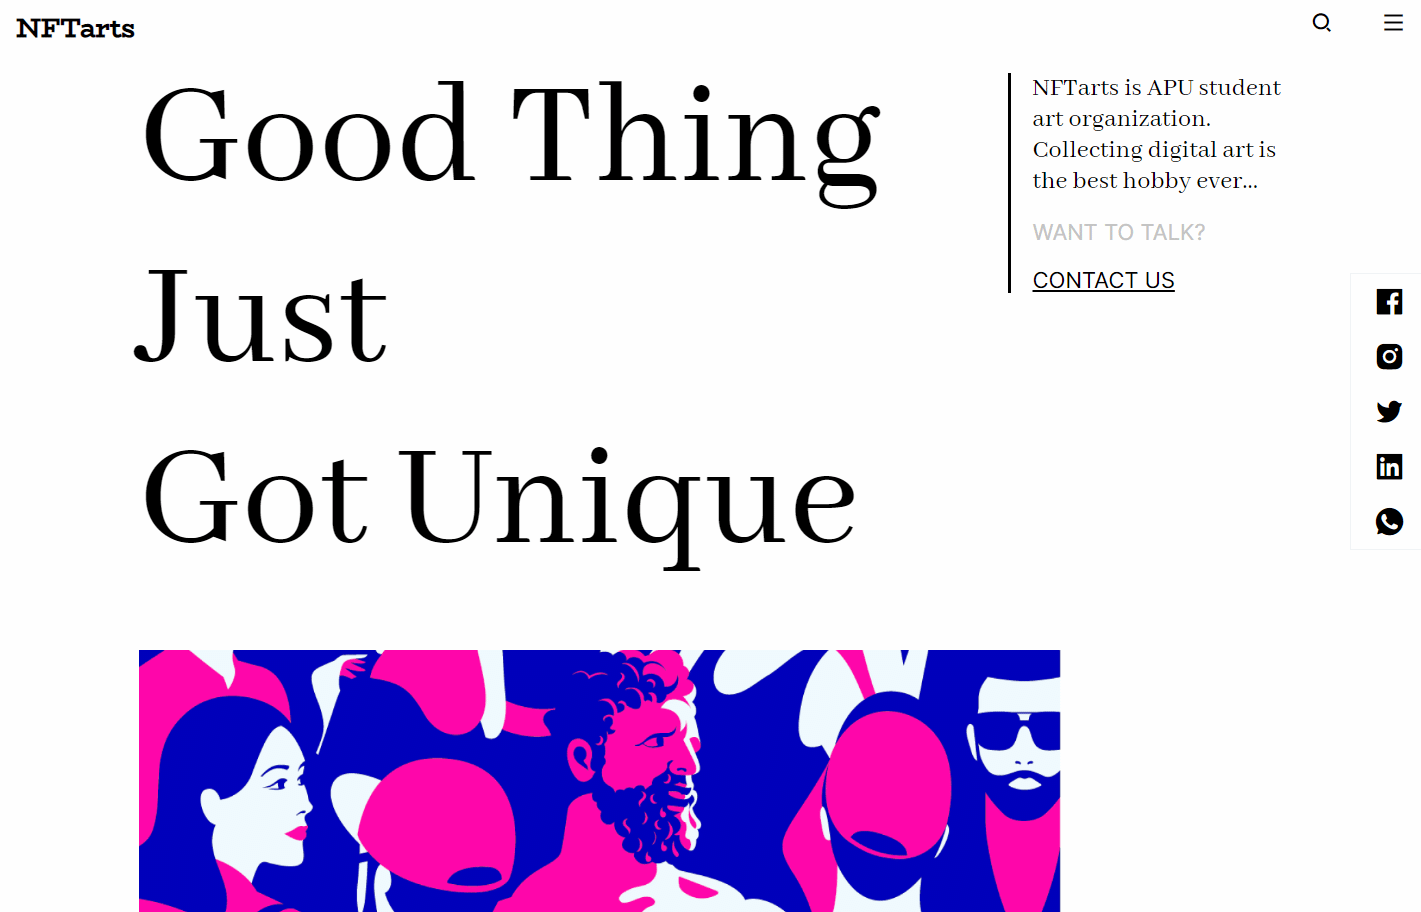 NFTarts
Good Thing
Just
Got Unique
NFTarts is APU student
art organization.
Collecting digital art is
the best hobby ever...
WANT TO TALK?
CONTACT US